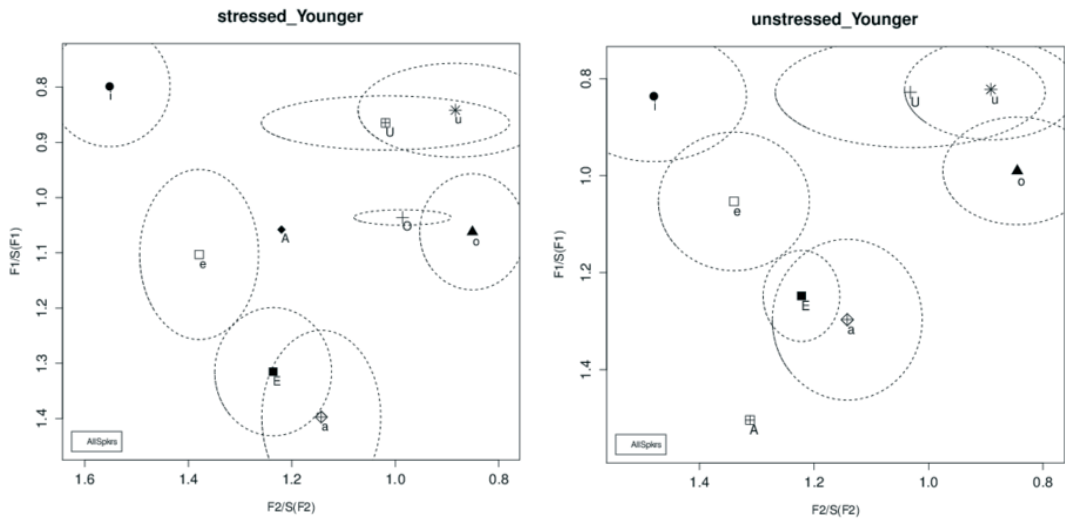 stressed_Younger
0.8
0.9
1.0
1.1
1.2
1.3
1.4
F1/S(F1)
i
U
u
O
o
A
e
E
a
AllSpkrs
1.6
1.4
1.2
1.0
0.8
F2/S(F2)
unstressed_Younger
0.8
1.0
1.2
1.4
F1/S(F1)
i
U
u
o
e
E
a
A
AllSpkrs
1.4
1.2
1.0
0.8
F2/S(F2)